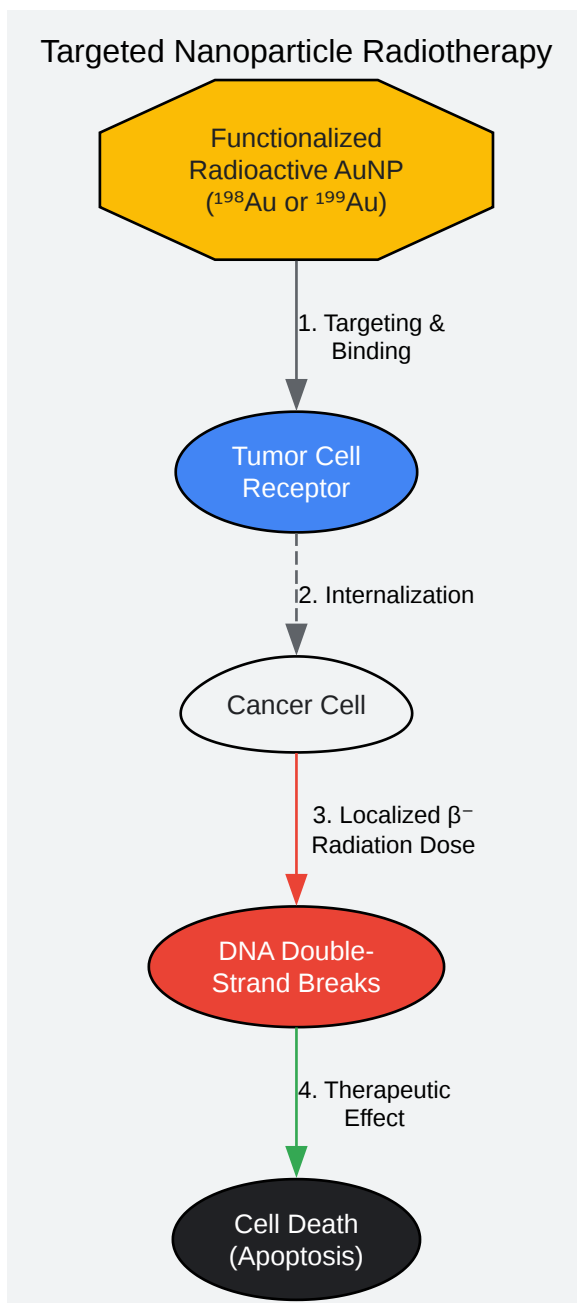 Targeted Nanoparticle Radiotherapy
Functionalized
Radioactive AuNP
(¹⁹⁸Au or ¹⁹⁹Au)
1. Targeting &
Binding
Tumor Cell
Receptor
2. Internalization
Cancer Cell
3. Localized β⁻
Radiation Dose
DNA Double-
Strand Breaks
4. Therapeutic
Effect
Cell Death
(Apoptosis)